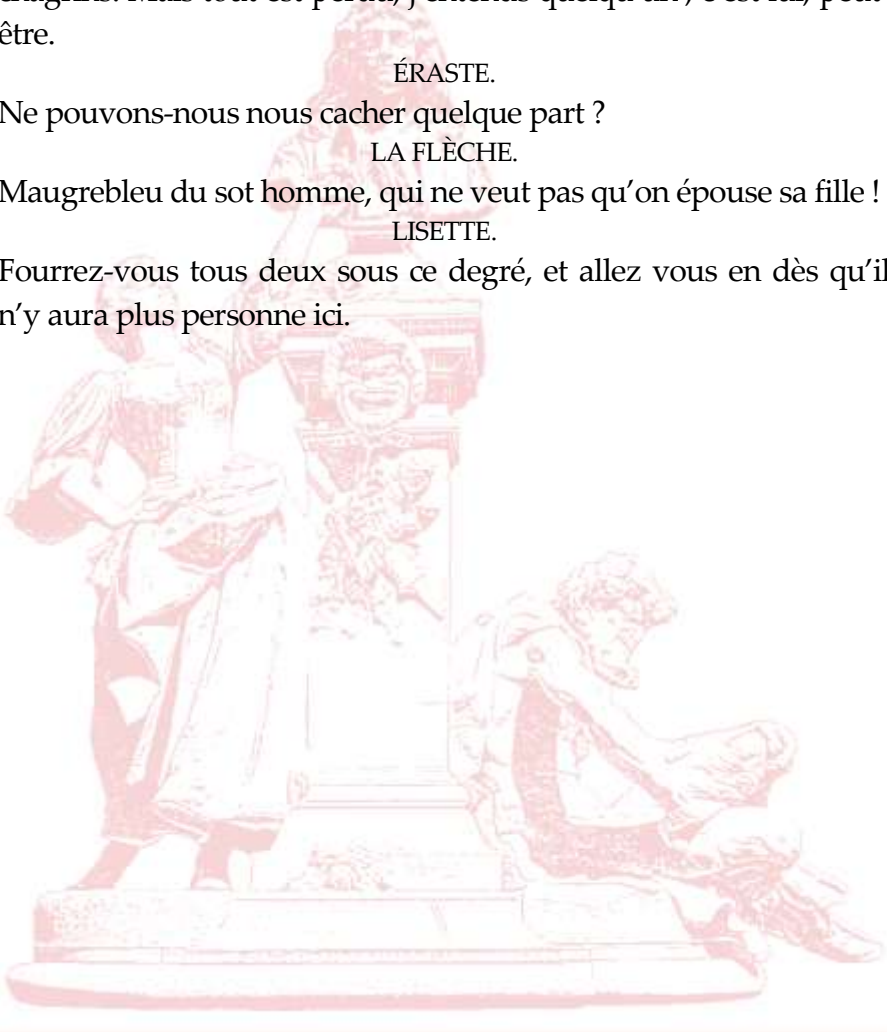 être.
ÉRASTE.
Ne pouvons-nous nous cacher quelque part ?
LA FLÈCHE.
Maugrebleu du sot homme, qui ne veut pas qu’on épouse sa fille !
LISETTE.
Fourrez-vous tous deux sous ce degré, et allez vous en dès qu’il
n’y aura plus personne ici.